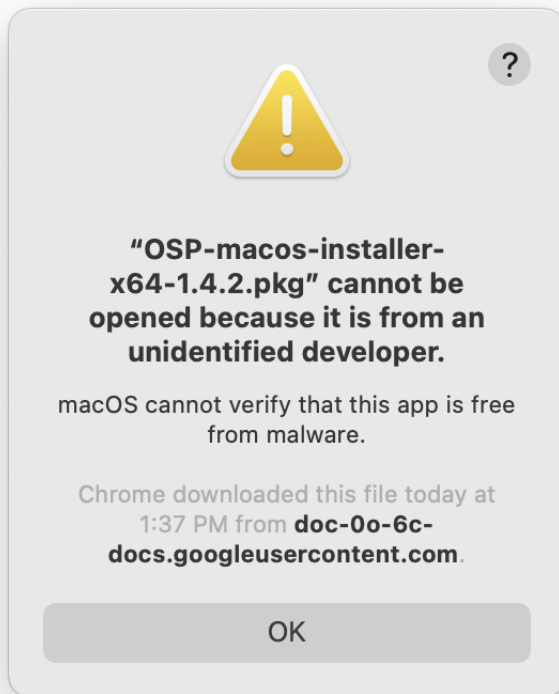 ?
“OSP-macos-installer-
x64-1.4.2.pkg” cannot be
opened because it is from an
unidentified developer.
macOS cannot verify that this app is free
from malware.
Chrome downloaded this file today at
1:37 PM from doc-0o-6c-
docs.googleusercontent.com.
OK